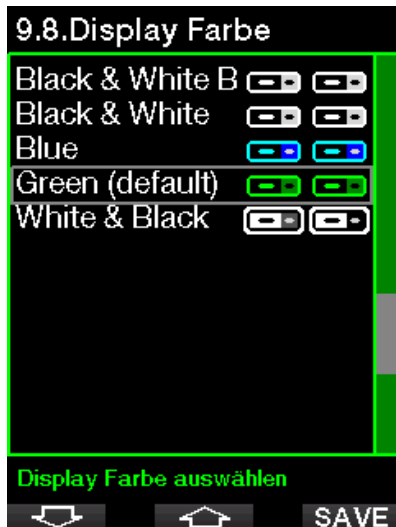 9.8.Display Farbe
Black & White B
Black & White
Blue
Green (default)
White & Black
Display Farbe auswählen
SAVE